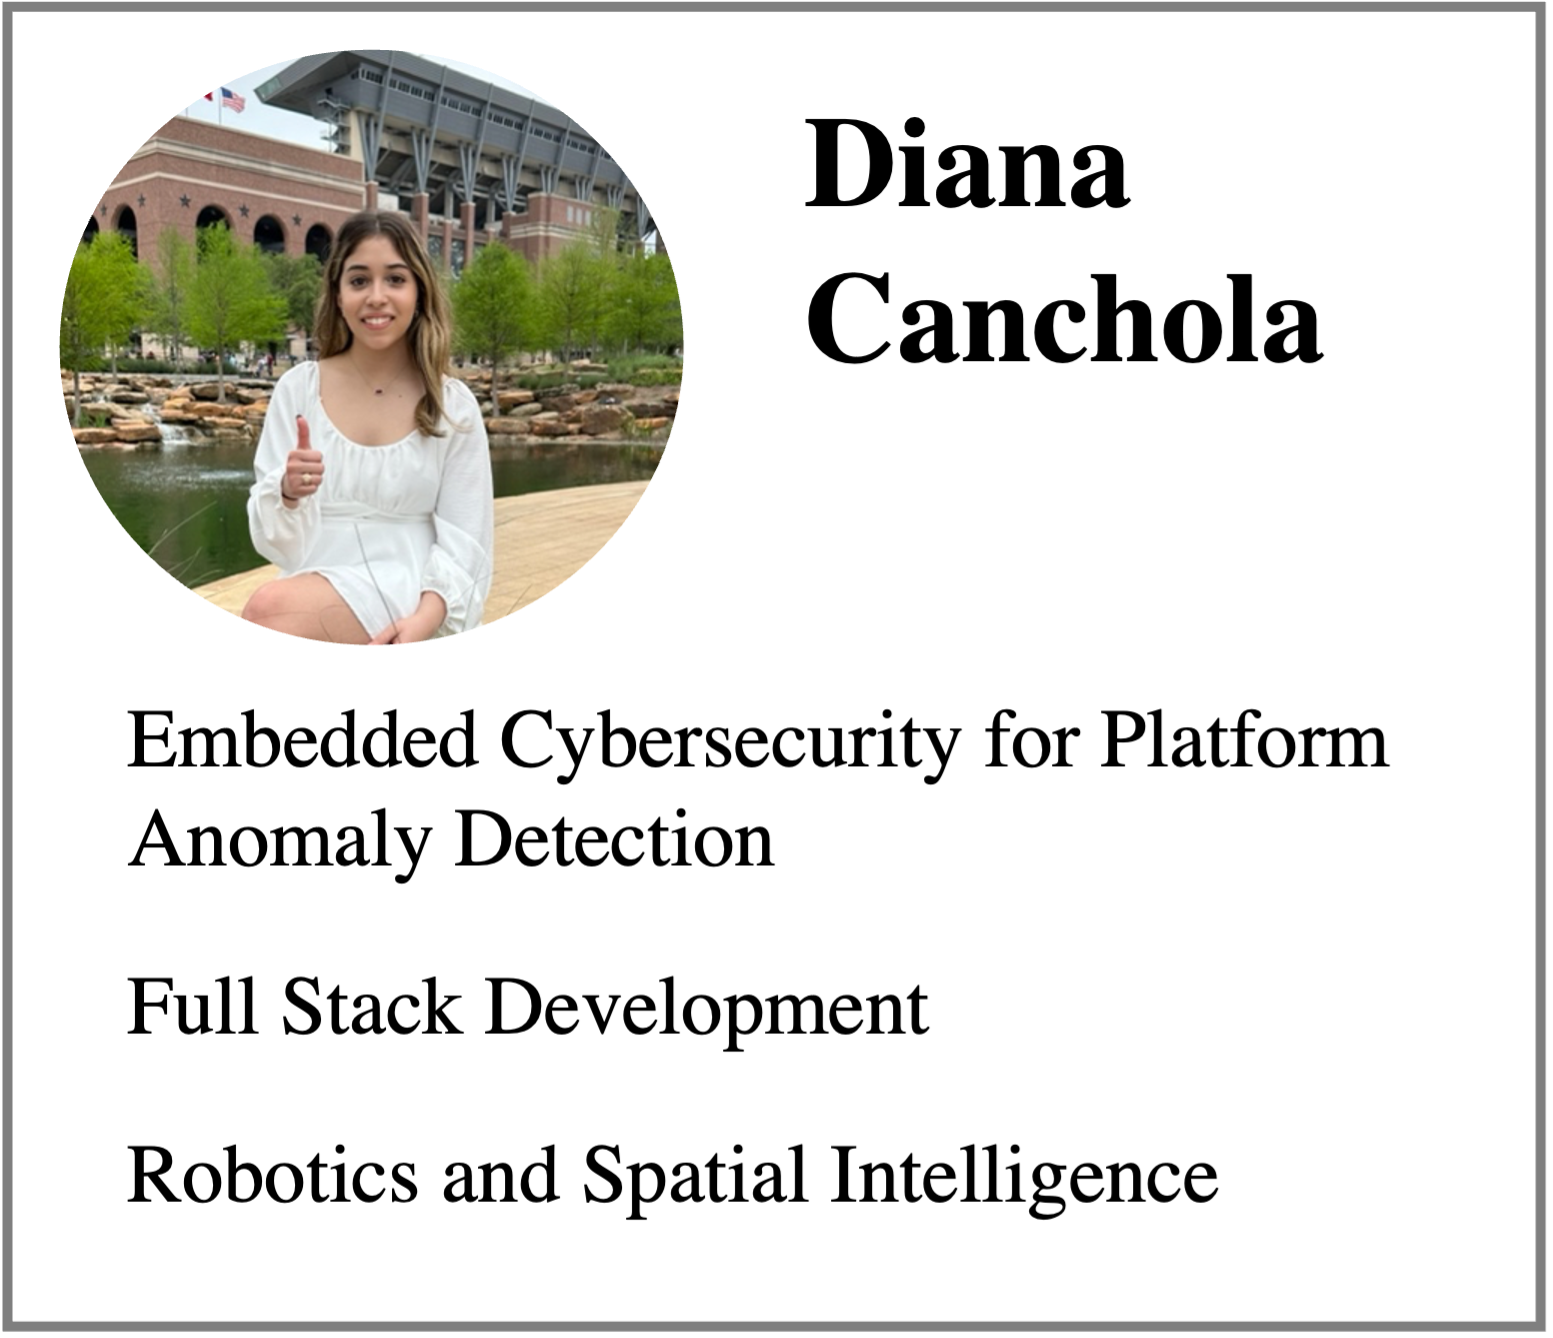 Diana
Canchola
Embedded Cybersecurity for Platform
Anomaly Detection
Full Stack Development
Robotics and Spatial Intelligence